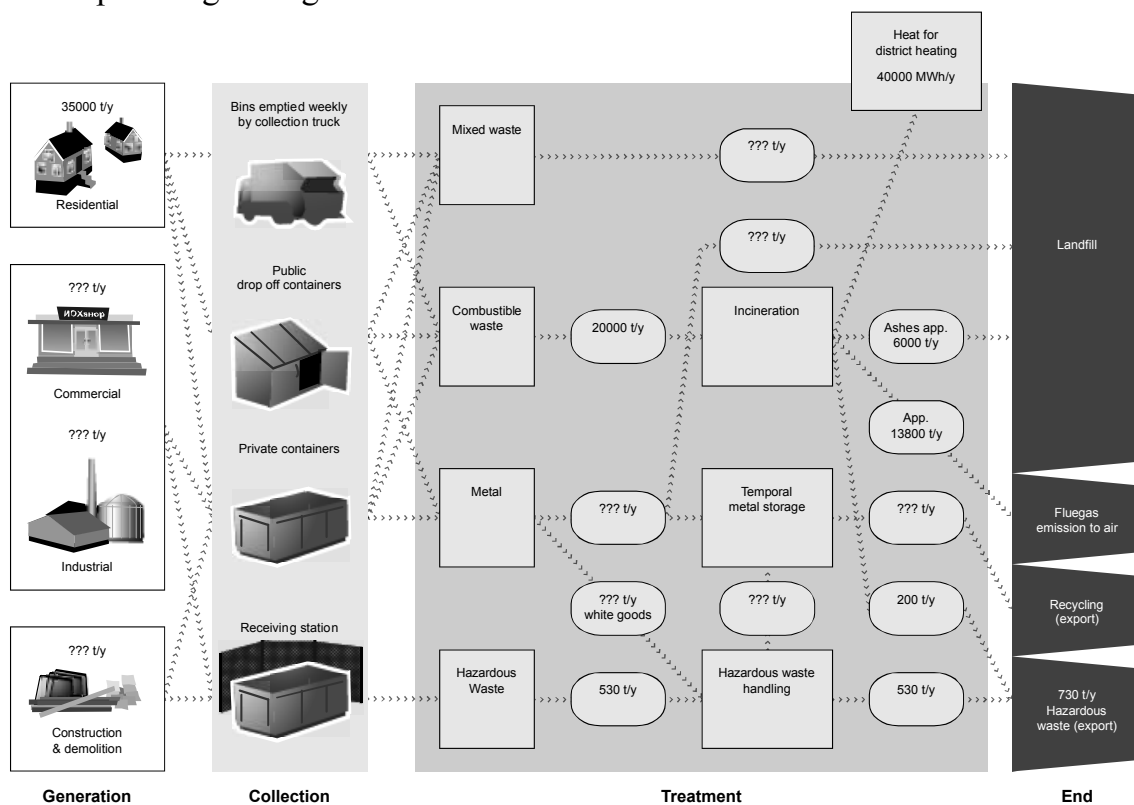 Heat for
district heating
40000 MWh/y
35000 t/y
Residential
Bins emptied weekly
by collection truck
Mixed waste
??? t/y
??? t/y
Landfill
??? t/y
ИOXshop
Commercial
Public
drop off containers
Combustible
waste
20000 t/y
Incineration
Ashes app.
6000 t/y
App.
13800 t/y
??? t/y
Industrial
Private containers
Metal
??? t/y
Temporal
metal storage
??? t/y
Fluegas
emission to air
??? t/y
white goods
??? t/y
200 t/y
Recycling
(export)
??? t/y
Construction
& demolition
Receiving station
Hazardous
Waste
530 t/y
Hazardous waste
handling
530 t/y
730 t/y
Hazardous
waste (export)
Generation
Collection
Treatment
End